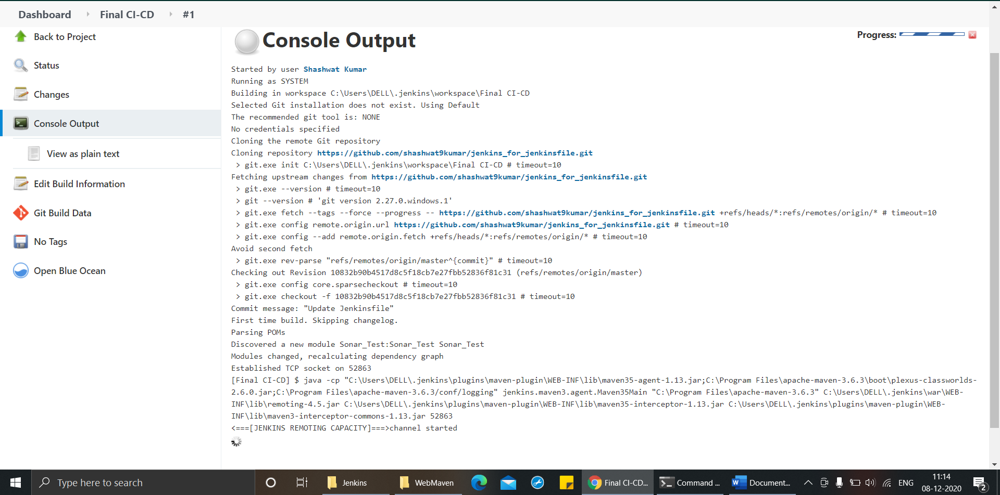 Dashboard
Final CI-CD
#1
Back to Project
Status
Changes
Console Output
View as plain text
Edit Build Information
Git Build Data
No Tags
Open Blue Ocean
Console Output
Progress:
Started by user Shashwat Kumar
Running as SYSTEM
Building in workspace C:\Users\DELL\.jenkins\workspace\Final CI-CD
Selected Git installation does not exist. Using Default
The recommended git tool is: NONE
No credentials specified
Cloning the remote Git repository
Cloning repository https://github.com/shashwat9kumar/jenkins_for_jenkinsfile.git
> git.exe init C:\Users\DELL\.jenkins\workspace\Final CI-CD # timeout=10
Fetching upstream changes from https://github.com/shashwat9kumar/jenkins_for_jenkinsfile.git
> git.exe --version # timeout=10
> git --version # 'git version 2.27.0.windows.1'
> git.exe fetch --tags --force --progress -- https://github.com/shashwat9kumar/jenkins_for_jenkinsfile.git +refs/heads/*:refs/remotes/origin/* # timeout=10
> git.exe config remote.origin.url https://github.com/shashwat9kumar/jenkins_for_jenkinsfile.git # timeout=10
> git.exe config --add remote.origin.fetch +refs/heads/*:refs/remotes/origin/* # timeout=10
Avoid second fetch
> git.exe rev-parse "refs/remotes/origin/master^{commit}" # timeout=10
Checking out Revision 10832b90b4517d8c5f18cb7e27fbb52836f81c31 (refs/remotes/origin/master)
> git.exe config core.sparsecheckout # timeout=10
> git.exe checkout -f 10832b90b4517d8c5f18cb7e27fbb52836f81c31 # timeout=10
Commit message: "Update Jenkinsfile"
First time build. Skipping changelog.
Parsing POMs
Discovered a new module Sonar_Test:Sonar_Test Sonar_Test
Modules changed, recalculating dependency graph
Established TCP socket on 52863
[Final CI-CD] $ java -cp "C:\Users\DELL\.jenkins\plugins\maven-plugin\WEB-INF\lib\maven35-agent-1.13.jar;C:\Program Files\apache-maven-3.6.3\boot\plexus-classworlds-
2.6.0.jar;C:\Program Files\apache-maven-3.6.3/conf/logging" jenkins.maven3.agent.Maven35Main "C:\Program Files\apache-maven-3.6.3" C:\Users\DELL\.jenkins\war\WEB-
INF\lib\remoting-4.5.jar C:\Users\DELL\.jenkins\plugins\maven-plugin\WEB-INF\lib\maven35-interceptor-1.13.jar C:\Users\DELL\.jenkins\plugins\maven-plugin\WEB-
INF\lib\maven3-interceptor-commons-1.13.jar 52863
<===[JENKINS REMOTING CAPACITY]===>channel started
Type here to search
Jenkins
WebMaven
Final CI-CD...
Command ...
Document...
ENG
11:14
08-12-2020
2